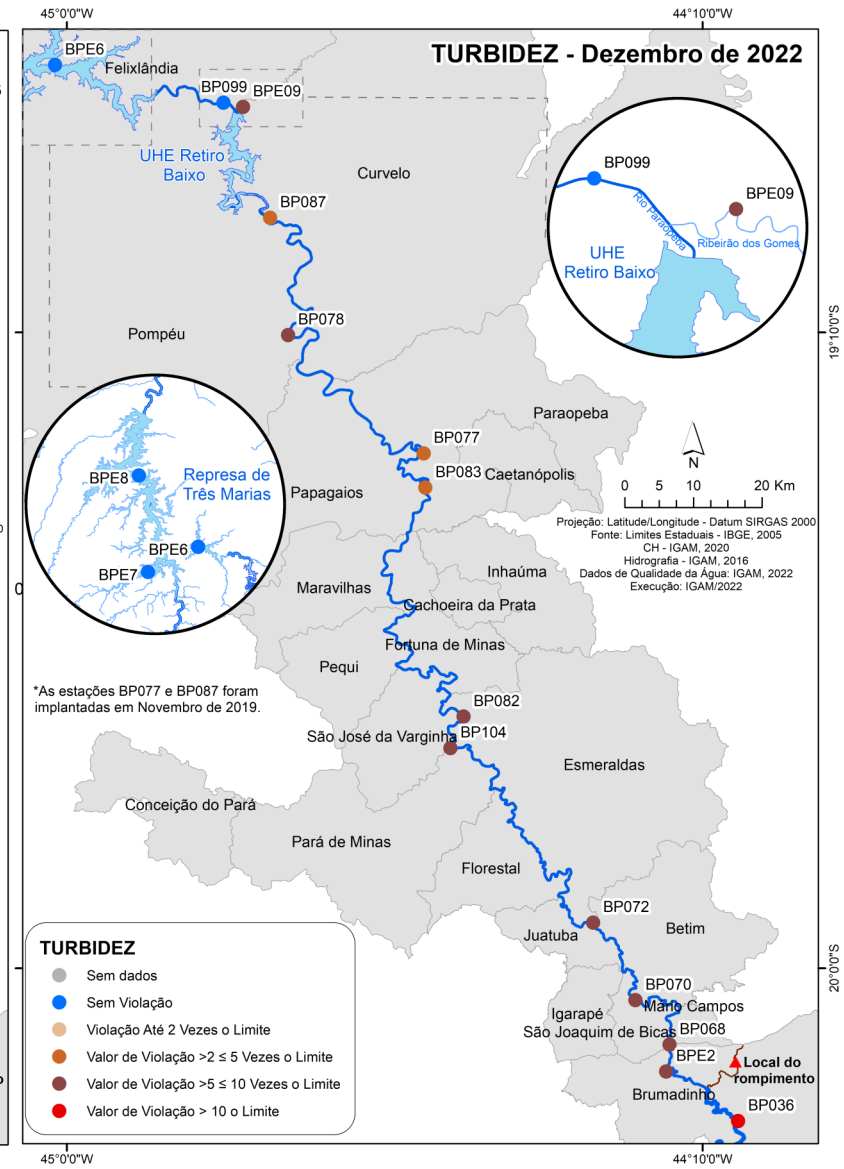 45°0'0"W
44°10'0"W
TURBIDEZ - Dezembro de 2022
BPE6
Felixlândia
BP099
BPE09
UHE Retiro
Baixo
Curvelo
BP087
BP099
BPE09
Rio Paraopeba
Ribeirão dos Gomes
UHE
Retiro Baixo
BP078
Pompéu
19°10'0"S
Paraopeba
BP077
BP083
Caetanópolis
N
0 5 10 20 Km
Papagaios
BPE8
Represa de
Três Marias
BPE6
BPE7
Projeção: Latitude/Longitude - Datum SIRGAS 2000
Fonte: Limites Estaduais - IBGE, 2005
CH - IGAM, 2020
Hidrografia - IGAM, 2016
Dados de Qualidade da Água: IGAM, 2022
Execução: IGAM/2022
Inhaúma
Maravilhas
Cachoeira da Prata
Fortuna de Minas
Pequi
*As estações BP077 e BP087 foram
implantadas em Novembro de 2019.
BP082
São José da Varginha
BP104
Esmeraldas
Conceição do Pará
Pará de Minas
Florestal
BP072
Juatuba
Betim
20°0'0"S
BP070
Mário Campos
Igarapé
São Joaquim de Bicas
BP068
BPE2
Local do
rompimento
Brumadinho
BP036
TURBIDEZ
Sem dados
Sem Violação
Violação Até 2 Vezes o Limite
Valor de Violação >2 ≤ 5 Vezes o Limite
Valor de Violação >5 ≤ 10 Vezes o Limite
Valor de Violação > 10 o Limite
45°0'0"W
44°10'0"W